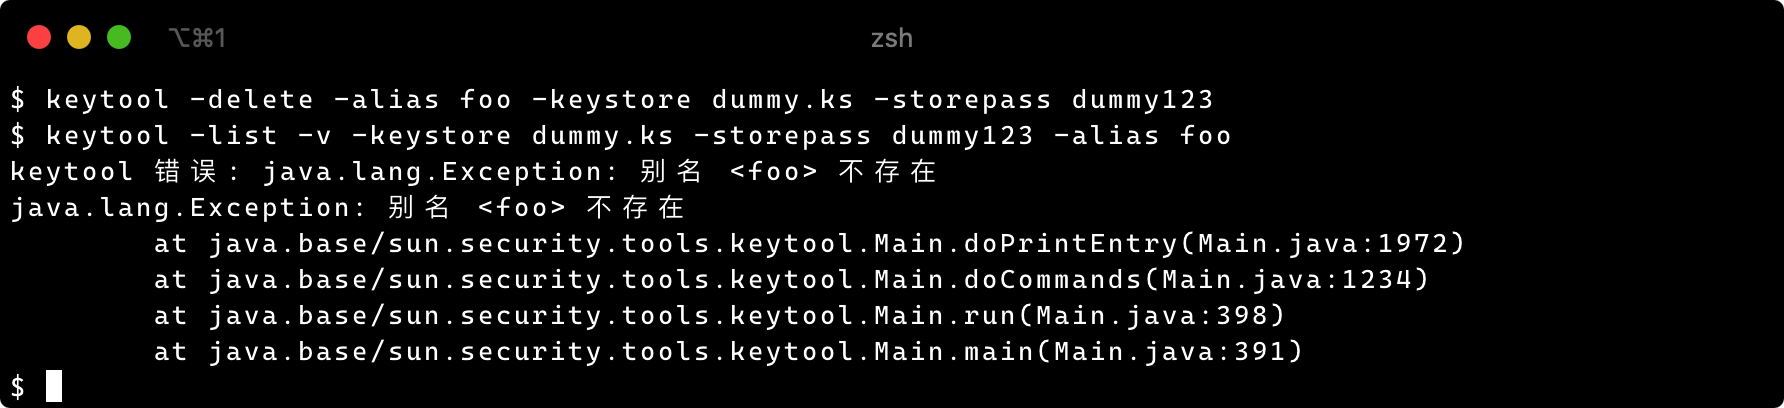 ⌥⌘1 zsh
$ keytool -delete -alias foo -keystore dummy.ks -storepass dummy123
$ keytool -list -v -keystore dummy.ks -storepass dummy123 -alias foo
keytool 错误: java.lang.Exception: 别名 <foo> 不存在
java.lang.Exception: 别名 <foo> 不存在
        at java.base/sun.security.tools.keytool.Main.doPrintEntry(Main.java:1972)
        at java.base/sun.security.tools.keytool.Main.doCommands(Main.java:1234)
        at java.base/sun.security.tools.keytool.Main.run(Main.java:398)
        at java.base/sun.security.tools.keytool.Main.main(Main.java:391)
$